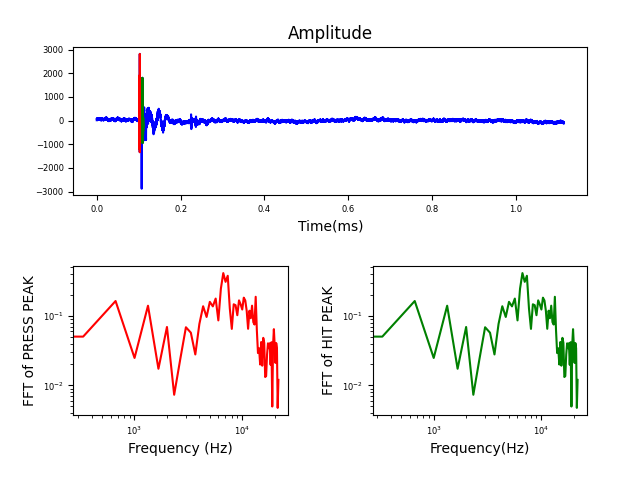 Amplitude
3000
2000
1000
0
−1000
−2000
−3000
0.0 0.2 0.4 0.6 0.8 1.0
Time(ms)
FFT of PRESS PEAK
10⁻¹
10⁻²
10³ 10⁴
Frequency (Hz)
FFT of HIT PEAK
10⁻¹
10⁻²
10³ 10⁴
Frequency(Hz)